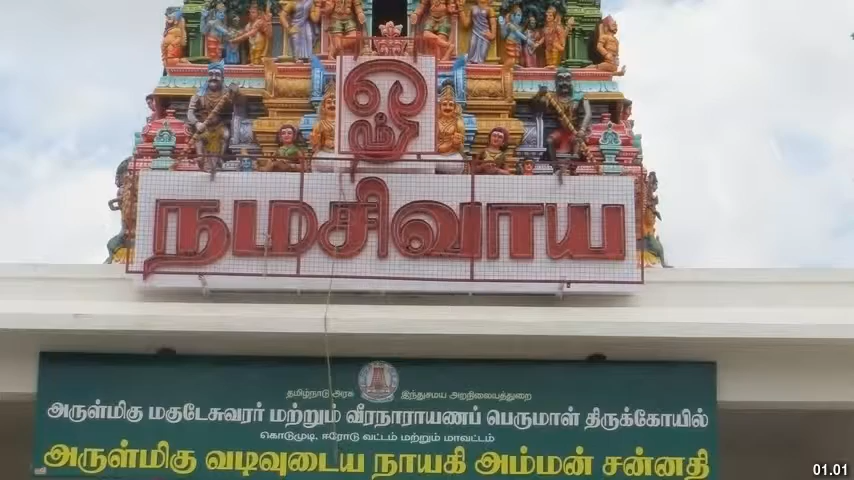 ஓம்
நமசிவாய
தமிழ்நாடு அரசு இந்துசமய அறநிலையத்துறை
அருள்மிகு மகுடேசுவரர் மற்றும் வீரநாராயணப் பெருமாள் திருக்கோயில்
கொடுமுடி, ஈரோடு வட்டம் மற்றும் மாவட்டம்
அருள்மிகு வடிவுடைய நாயகி அம்மன் சன்னதி
01.01